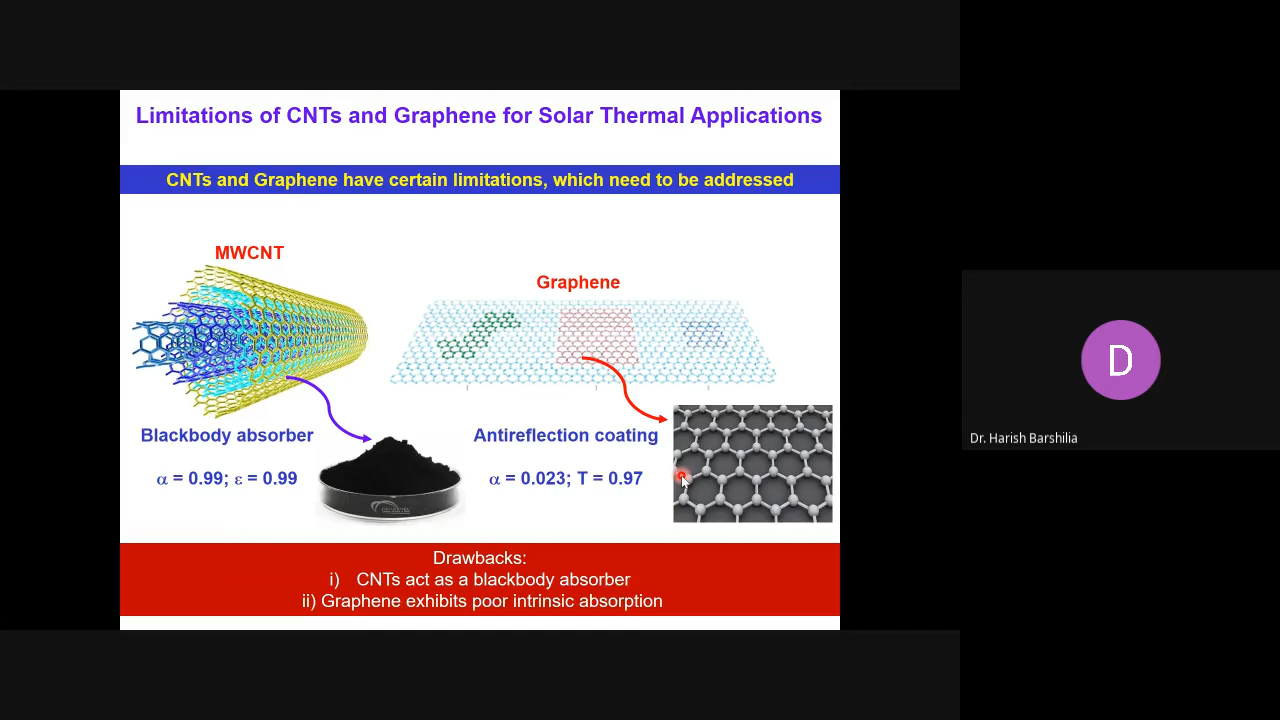 Limitations of CNTs and Graphene for Solar Thermal Applications
CNTs and Graphene have certain limitations, which need to be addressed
MWCNT
Graphene
Blackbody absorber
α = 0.99; ε = 0.99
Antireflection coating
α = 0.023; T = 0.97
Drawbacks:
i) CNTs act as a blackbody absorber
ii) Graphene exhibits poor intrinsic absorption
D
Dr. Harish Barshilia